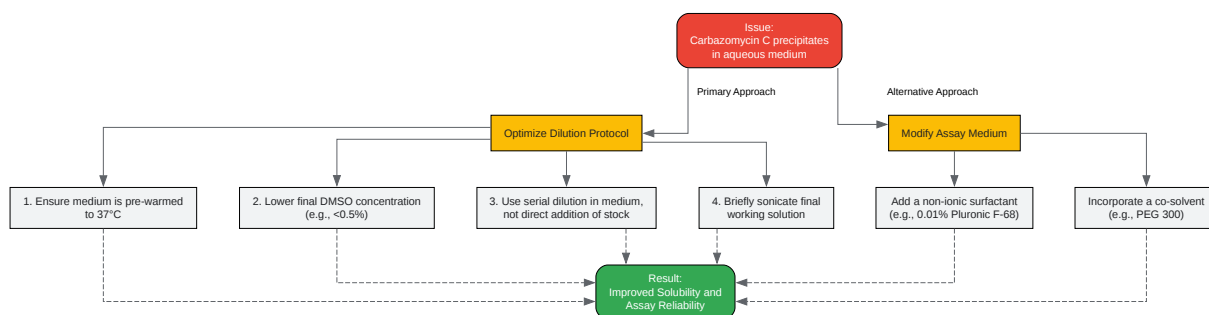 Issue:
Carbazomycin C precipitates
in aqueous medium
Primary Approach
Alternative Approach
Optimize Dilution Protocol
Modify Assay Medium
1. Ensure medium is pre-warmed
to 37°C
2. Lower final DMSO concentration
(e.g., <0.5%)
3. Use serial dilution in medium,
not direct addition of stock
4. Briefly sonicate final
working solution
Add a non-ionic surfactant
(e.g., 0.01% Pluronic F-68)
Incorporate a co-solvent
(e.g., PEG 300)
Result:
Improved Solubility and
Assay Reliability